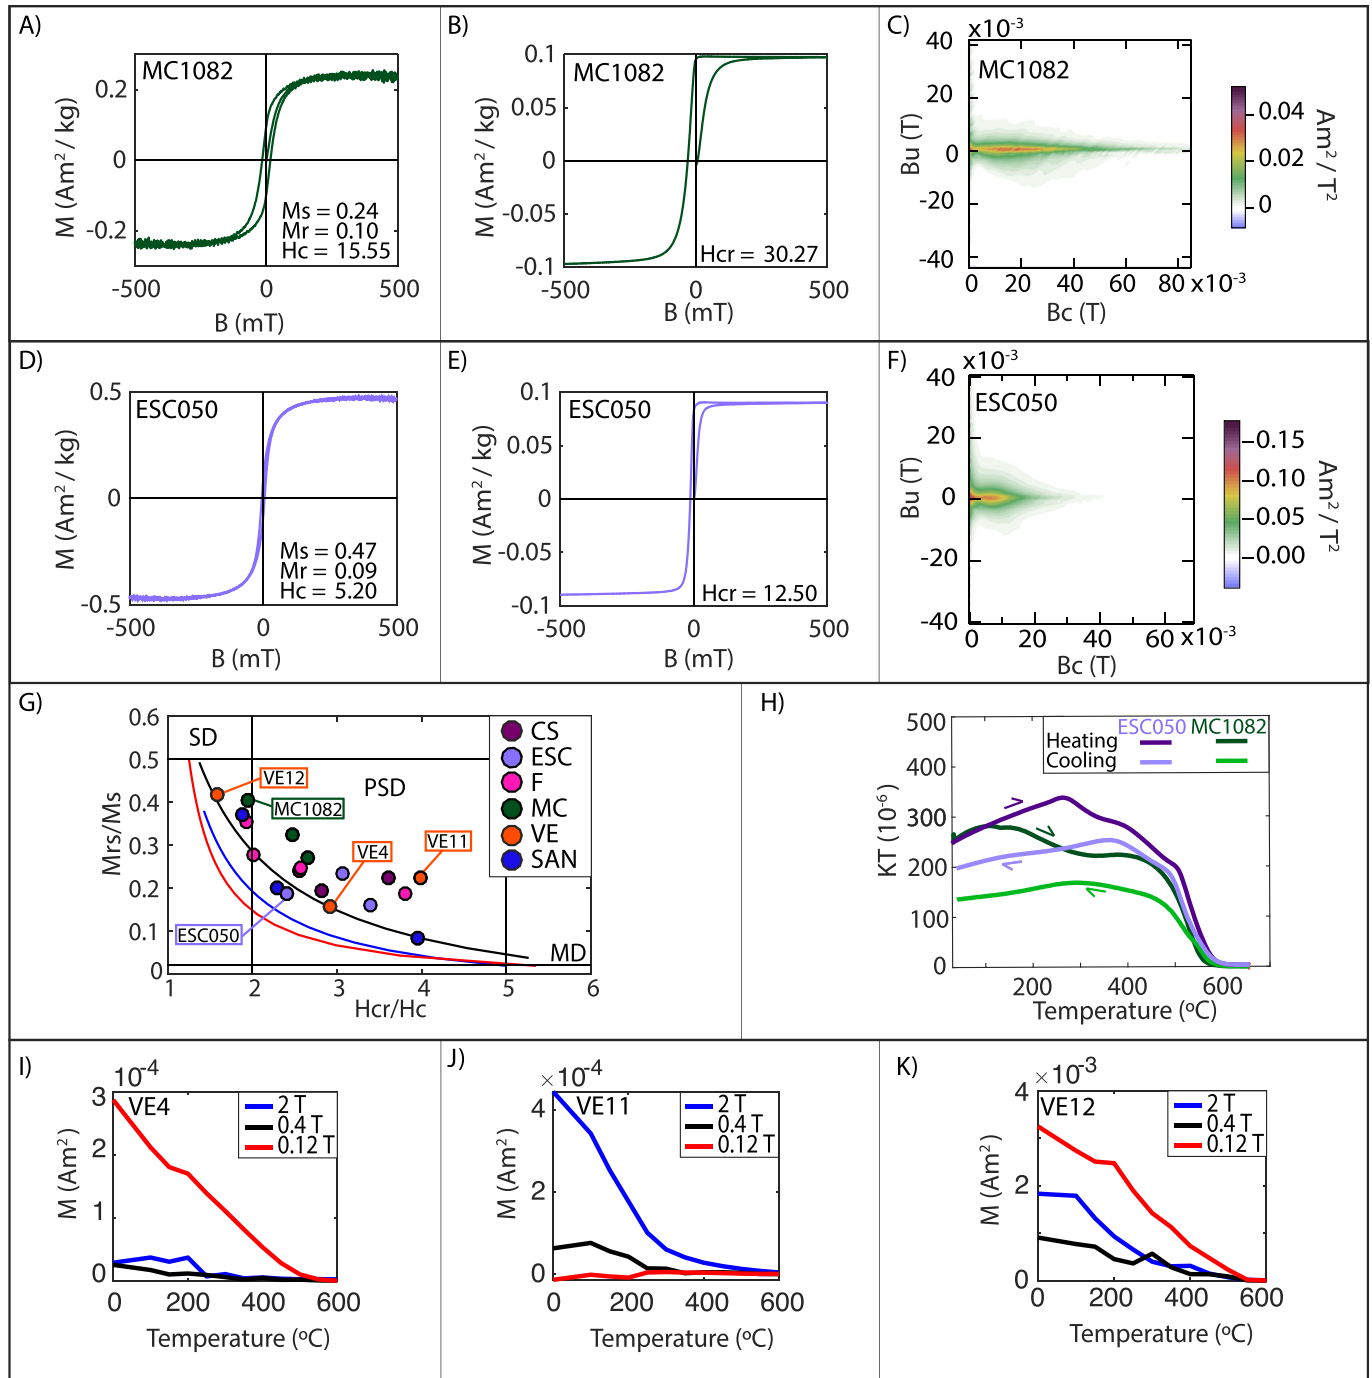 A)
MC1082
0.2
0
-0.2
M (Am² / kg)
Ms = 0.24
Mr = 0.10
Hc = 15.55
-500 0 500
B (mT)
B)
MC1082
0.1
0.05
0
-0.05
-0.1
M (Am² / kg)
Hcr = 30.27
-500 0 500
B (mT)
C)
x10⁻³
MC1082
40
20
0
-20
-40
Bu (T)
0 20 40 60 80 x10⁻³
Bc (T)
0.04
0.02
0
Am² / T²
D)
ESC050
0.5
0
-0.5
M (Am² / kg)
Ms = 0.47
Mr = 0.09
Hc = 5.20
-500 0 500
B (mT)
E)
ESC050
0.1
0.05
0
-0.05
-0.1
M (Am² / kg)
Hcr = 12.50
-500 0 500
B (mT)
F)
x10⁻³
ESC050
40
20
0
-20
-40
Bu (T)
0 20 40 60 x10⁻³
Bc (T)
0.15
0.10
0.05
0.00
Am² / T²
G)
0.6
0.5
0.4
0.3
0.2
0.1
0
Mrs/Ms
SD
PSD
MD
VE12
MC1082
VE4
VE11
ESC050
CS
ESC
F
MC
VE
SAN
1 2 3 4 5 6
Hcr/Hc
H)
500
400
300
200
100
0
KT (10⁻⁶)
ESC050 MC1082
Heating
Cooling
200 400 600
Temperature (ºC)
I)
10⁻⁴
3
2
1
0
M (Am²)
VE4
2 T
0.4 T
0.12 T
0 200 400 600
Temperature (ºC)
J)
×10⁻⁴
4
2
0
M (Am²)
VE11
2 T
0.4 T
0.12 T
0 200 400 600
Temperature (ºC)
K)
×10⁻³
4
2
0
M (Am²)
VE12
2 T
0.4 T
0.12 T
0 200 400 600
Temperature (ºC)